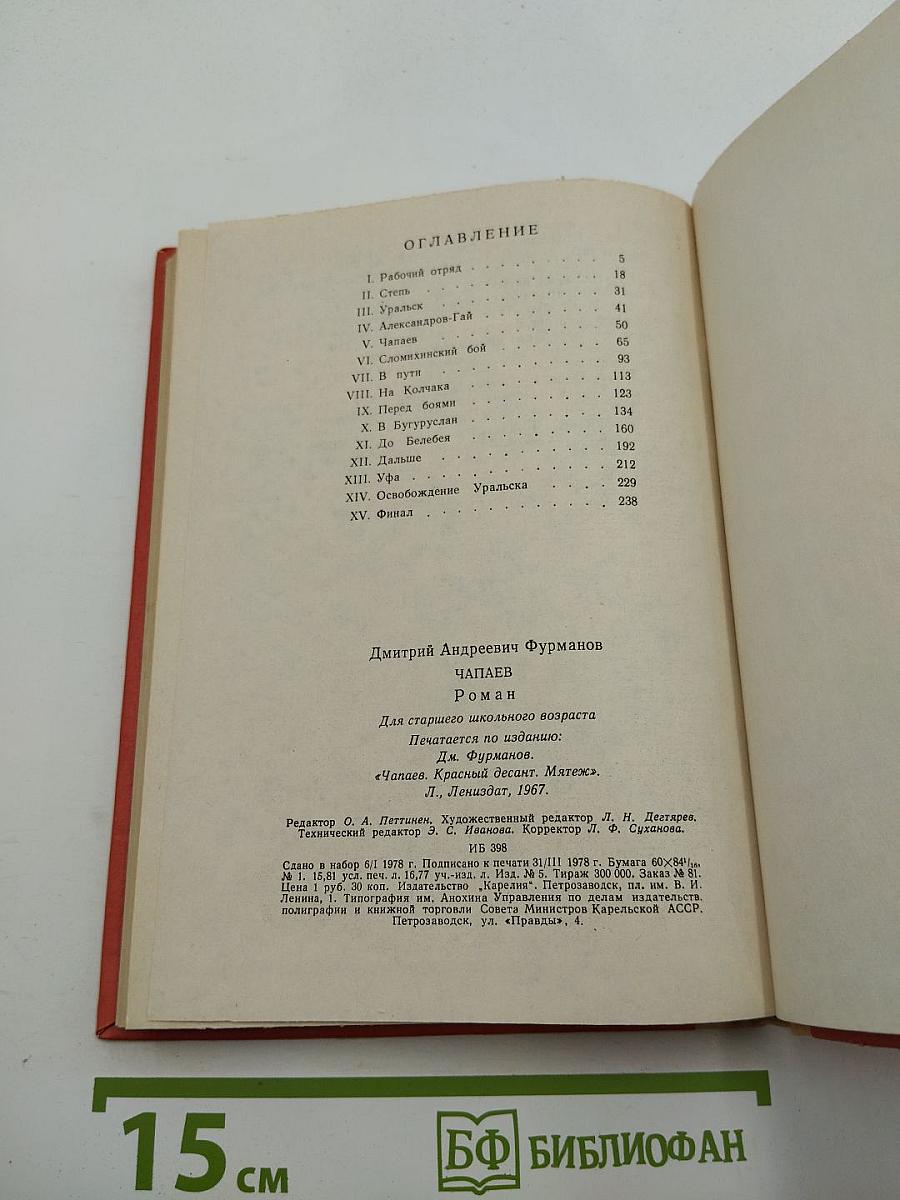 ОГЛАВЛЕНИЕ
I. Рабочий отряд . . . . . . . . . 5
II. Степь . . . . . . . . . . . 18
III. Уральск . . . . . . . . . . 31
IV. Александров-Гай . . . . . . . 41
V. Чапаев . . . . . . . . . . 50
VI. Сломихинский бой . . . . . . . 65
VII. В пути . . . . . . . . . . 93
VIII. На Колчака . . . . . . . . . 113
IX. Перед боями . . . . . . . . . 123
X. В Бугуруслан . . . . . . . . . 134
XI. До Белебея . . . . . . . . . 160
XII. Дальше . . . . . . . . . . 192
XIII. Уфа . . . . . . . . . . . 212
XIV. Освобождение Уральска . . . . 229
XV. Финал . . . . . . . . . . . 238
Дмитрий Андреевич Фурманов
ЧАПАЕВ
Роман
Для старшего школьного возраста
Печатается по изданию:
Дм. Фурманов.
«Чапаев. Красный десант. Мятеж».
Л., Лениздат, 1967.
Редактор О. А. Петтинен. Художественный редактор Л. Н. Дегтярев.
Технический редактор Э. С. Иванова. Корректор Л. Ф. Суханова.
ИБ 398
Сдано в набор 6/I 1978 г. Подписано к печати 31/III 1978 г. Бумага 60×84¹/₁₆,
№ 1. 15,81 усл. печ. л. 16,77 уч.-изд. л. Изд. № 5. Тираж 300 000. Заказ № 81.
Цена 1 руб. 30 коп. Издательство „Карелия“. Петрозаводск, пл. им. В. И.
Ленина, 1. Типография им. Анохина Управления по делам издательств,
полиграфии и книжной торговли Совета Министров Карельской АССР.
Петрозаводск, ул. «Правды», 4.
15 см
БФ БИБЛИОФАН